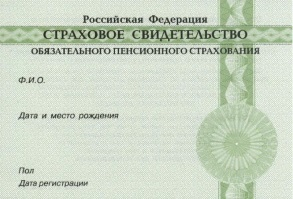 Российская Федерация
СТРАХОВОЕ СВИДЕТЕЛЬСТВО
ОБЯЗАТЕЛЬНОГО ПЕНСИОННОГО СТРАХОВАНИЯ
Ф.И.О.
Дата и место рождения
Пол
Дата регистрации